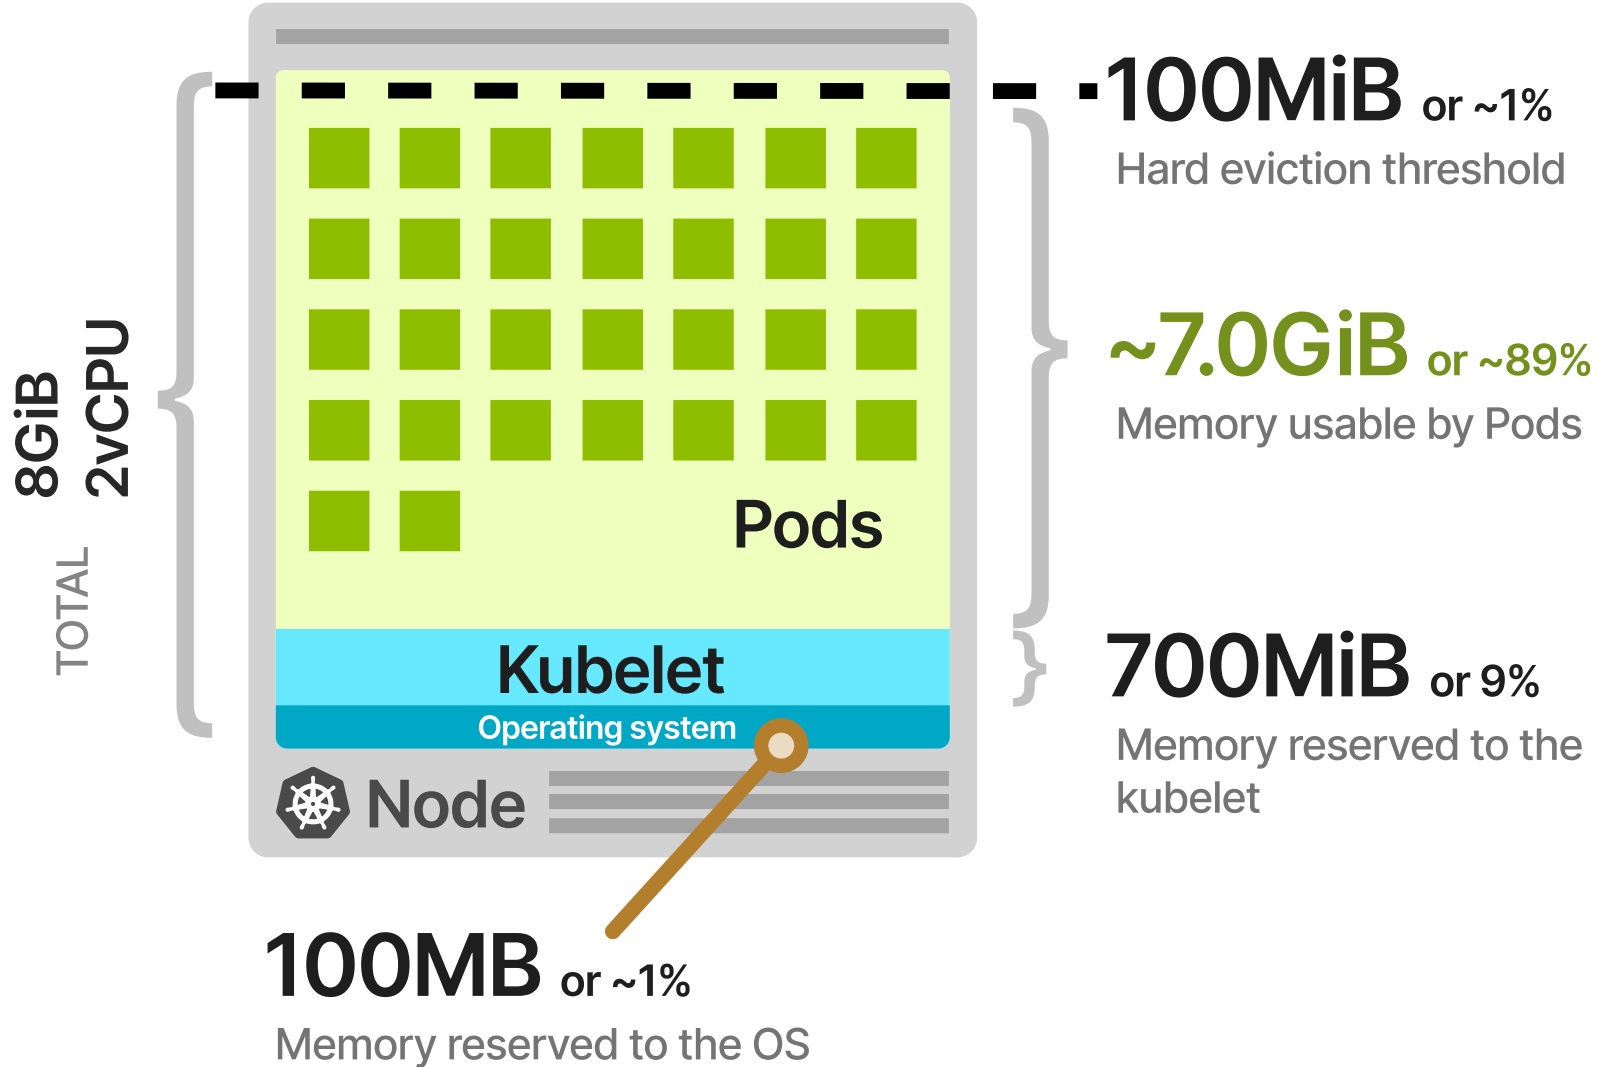 100MiB or ~1%
Hard eviction threshold
8GiB
2vCPU
TOTAL
~7.0GiB or ~89%
Memory usable by Pods
Pods
Kubelet
700MiB or 9%
Memory reserved to the
kubelet
Operating system
Node
100MB or ~1%
Memory reserved to the OS